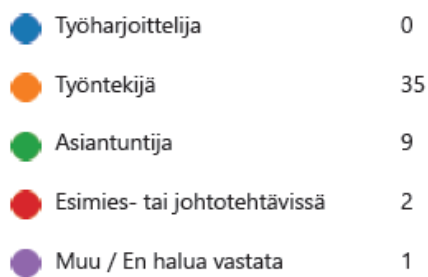 Työharjoittelija 0
Työntekijä 35
Asiantuntija 9
Esimies- tai johtotehtävissä 2
Muu / En halua vastata 1